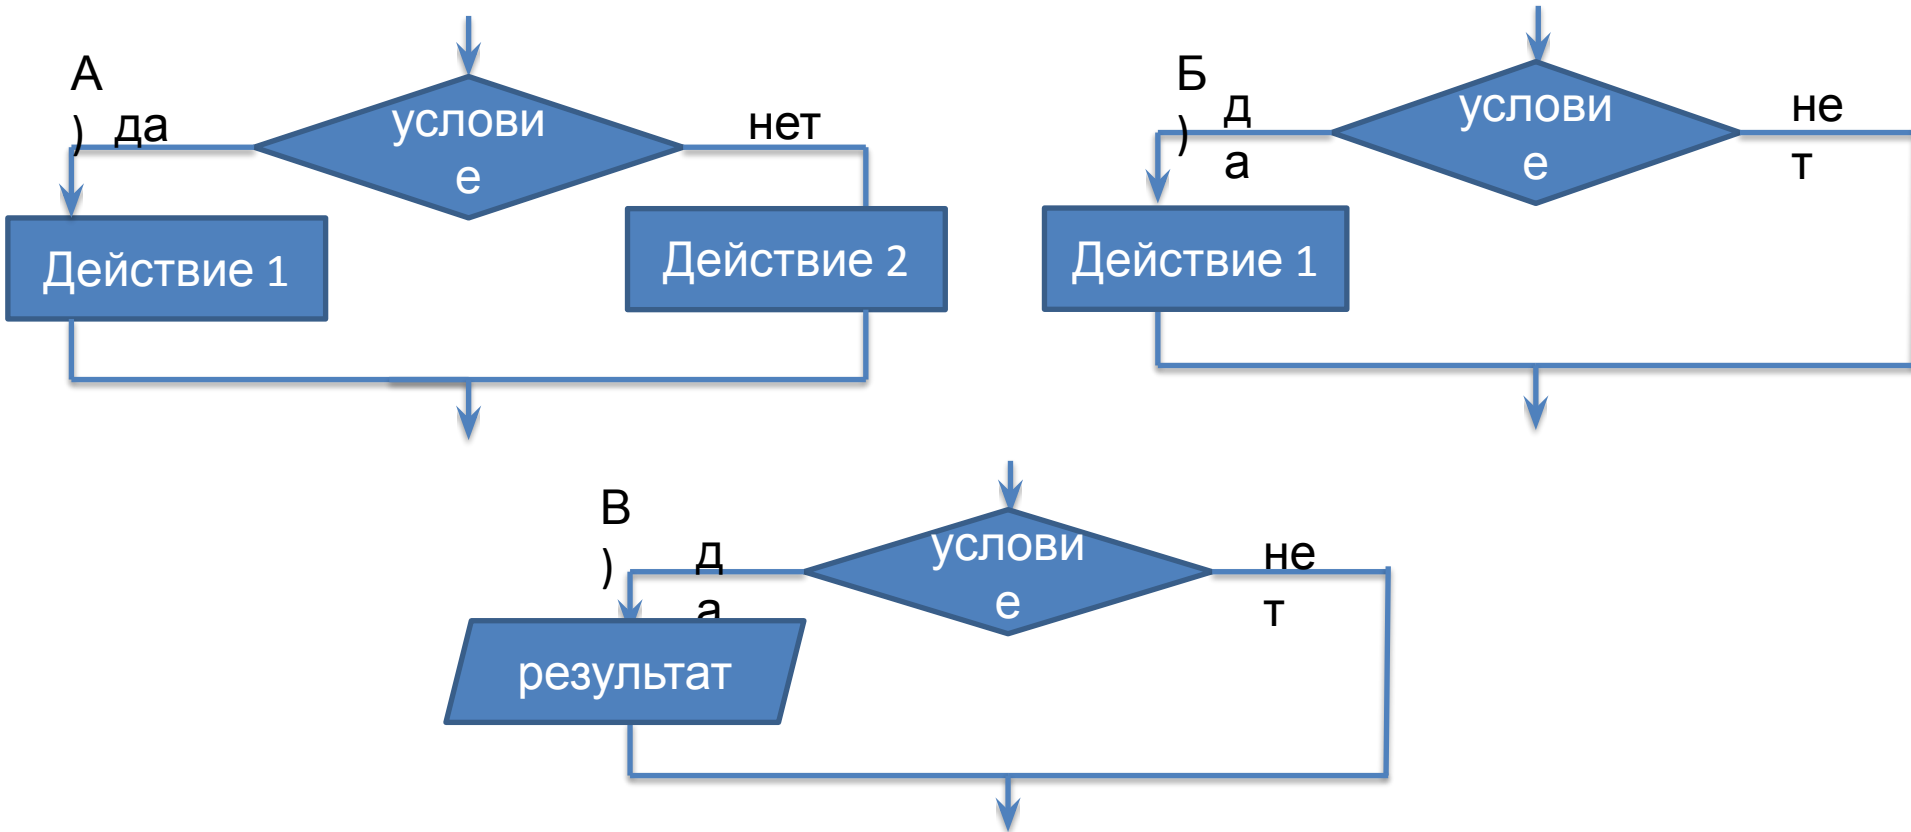 А
)
да
услови
е
нет
Действие 1
Действие 2
Б
)
д
а
услови
е
не
т
Действие 1
В
)
д
а
услови
е
не
т
результат